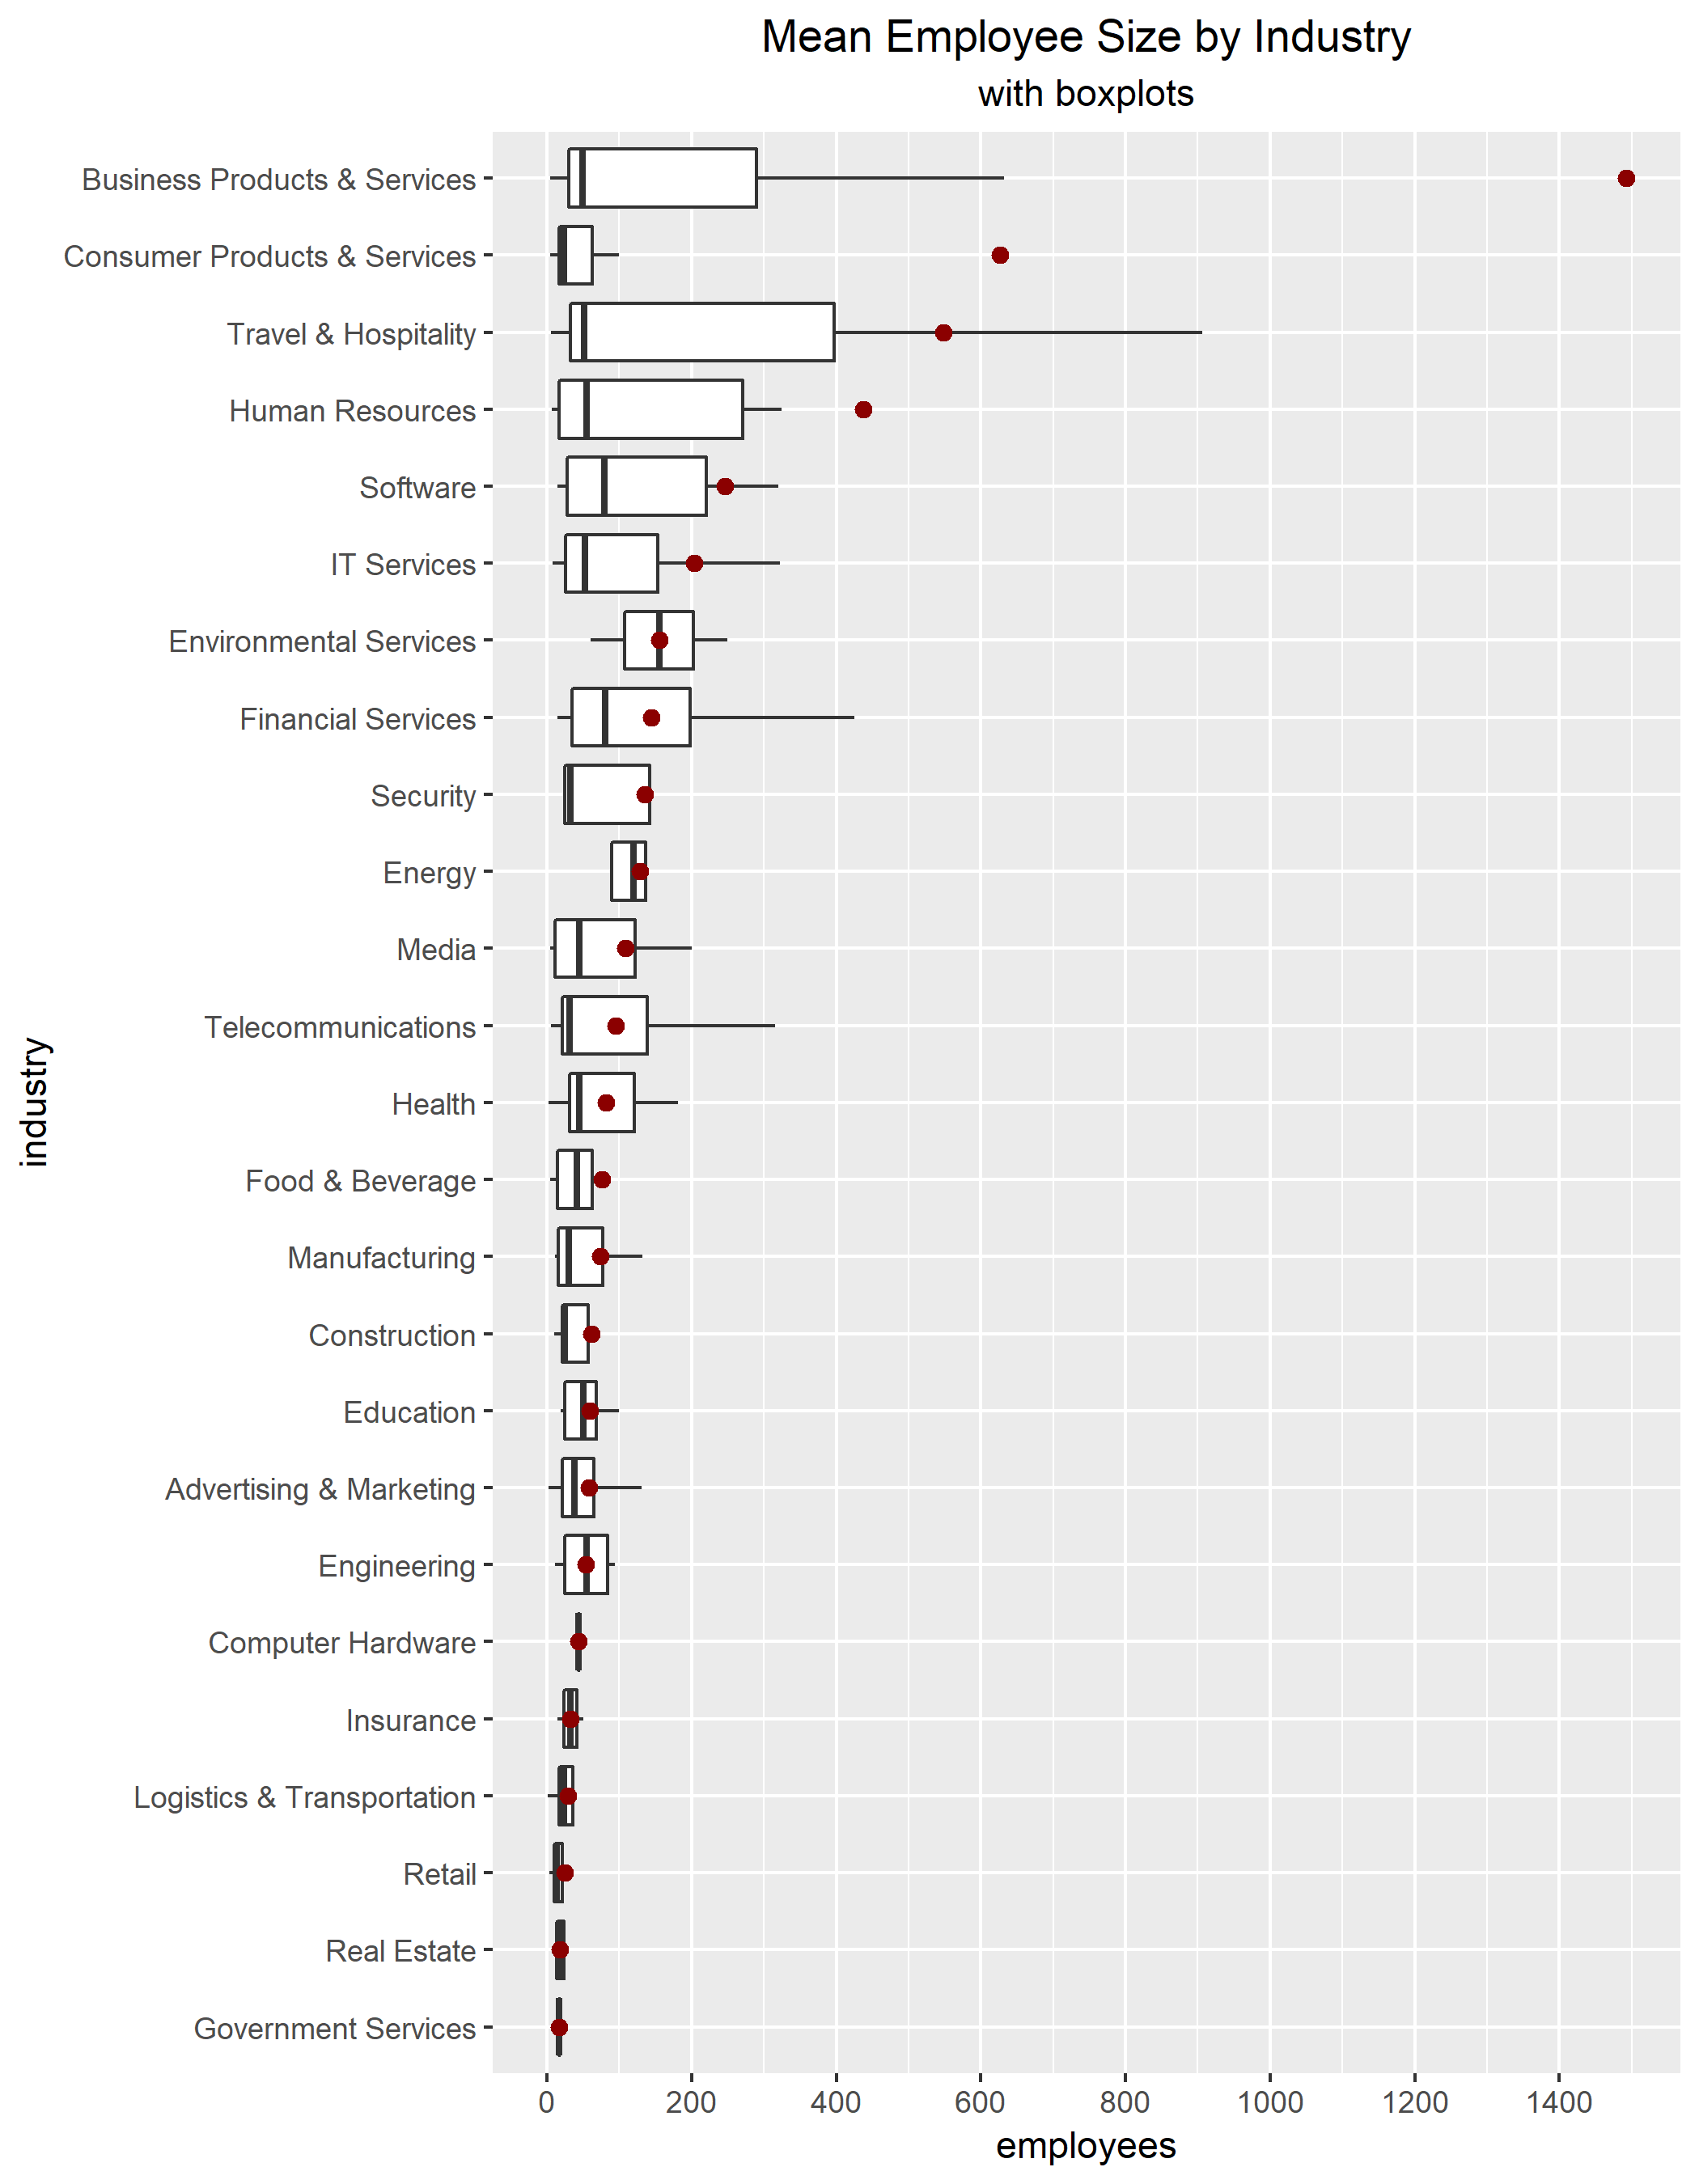 Mean Employee Size by Industry
with boxplots
Business Products & Services
Consumer Products & Services
Travel & Hospitality
Human Resources
Software
IT Services
Environmental Services
Financial Services
Security
Energy
Media
Telecommunications
Health
Food & Beverage
Manufacturing
Construction
Education
Advertising & Marketing
Engineering
Computer Hardware
Insurance
Logistics & Transportation
Retail
Real Estate
Government Services
industry
0 200 400 600 800 1000 1200 1400
employees